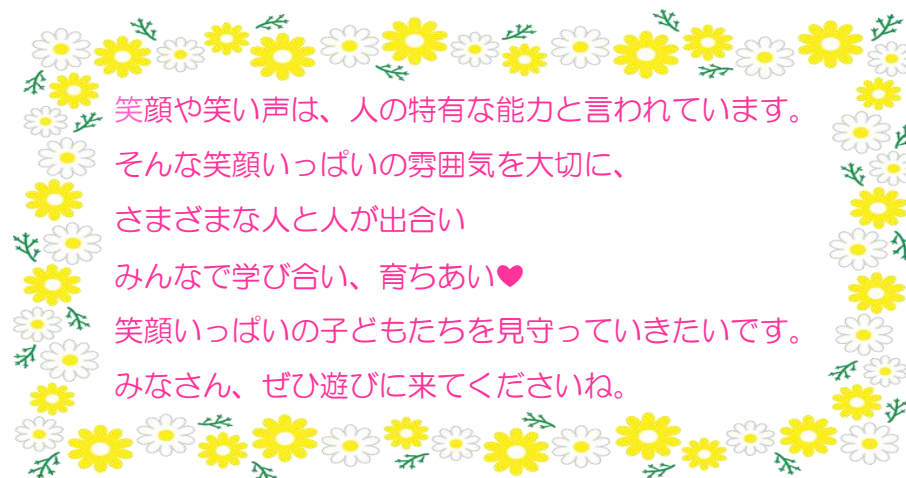 笑顔や笑い声は、人の特有な能力と言われています。
そんな笑顔いっぱいの雰囲気を大切に、
さまざまな人と人が出合い
みんなで学び合い、育ちあい♥
笑顔いっぱいの子どもたちを見守っていきたいです。
みなさん、ぜひ遊びに来てくださいね。